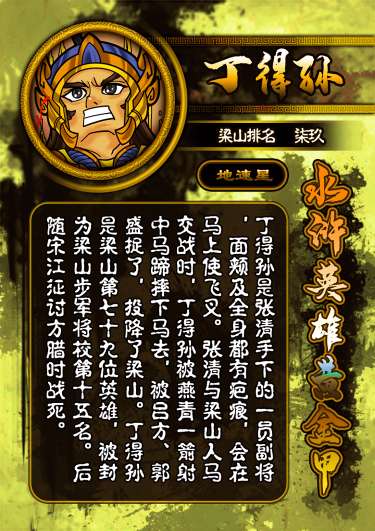 丁得孙
梁山排名 柒玖
地速星
水浒英雄黄金甲
丁得孙是张清手下的一员副将
，面颊及全身都有疤痕，会在
马上使飞叉。张清与梁山人马
交战时，丁得孙被燕青一箭射
中马蹄摔下马去，被吕方、郭
盛捉了，投降了梁山。丁得孙
是梁山第七十九位英雄，被封
为梁山步军将校第十五名。后
随宋江征讨方腊时战死。